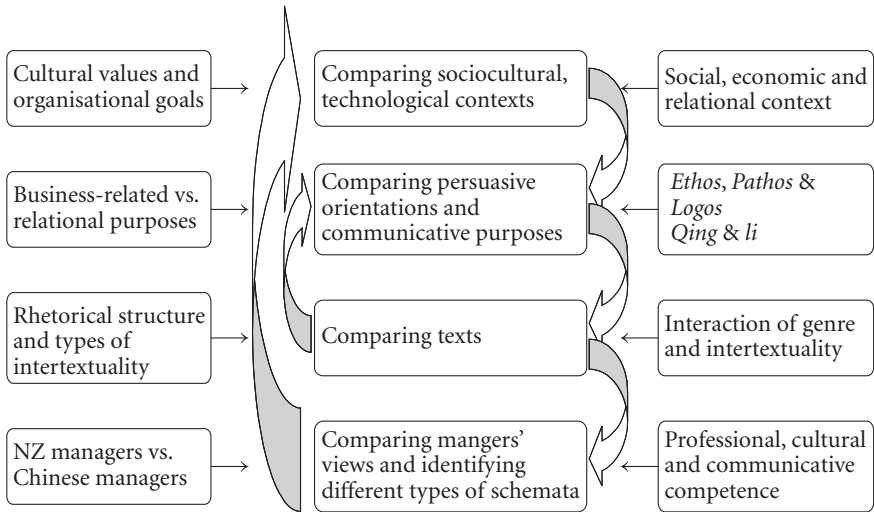 Cultural values and
organisational goals
Comparing sociocultural,
technological contexts
Social, economic and
relational context
Business-related vs.
relational purposes
Comparing persuasive
orientations and
communicative purposes
Ethos, Pathos &
Logos
Qing & li
Rhetorical structure
and types of
intertextuality
Comparing texts
Interaction of genre
and intertextuality
NZ managers vs.
Chinese managers
Comparing mangers’
views and identifying
different types of schemata
Professional, cultural
and communicative
competence